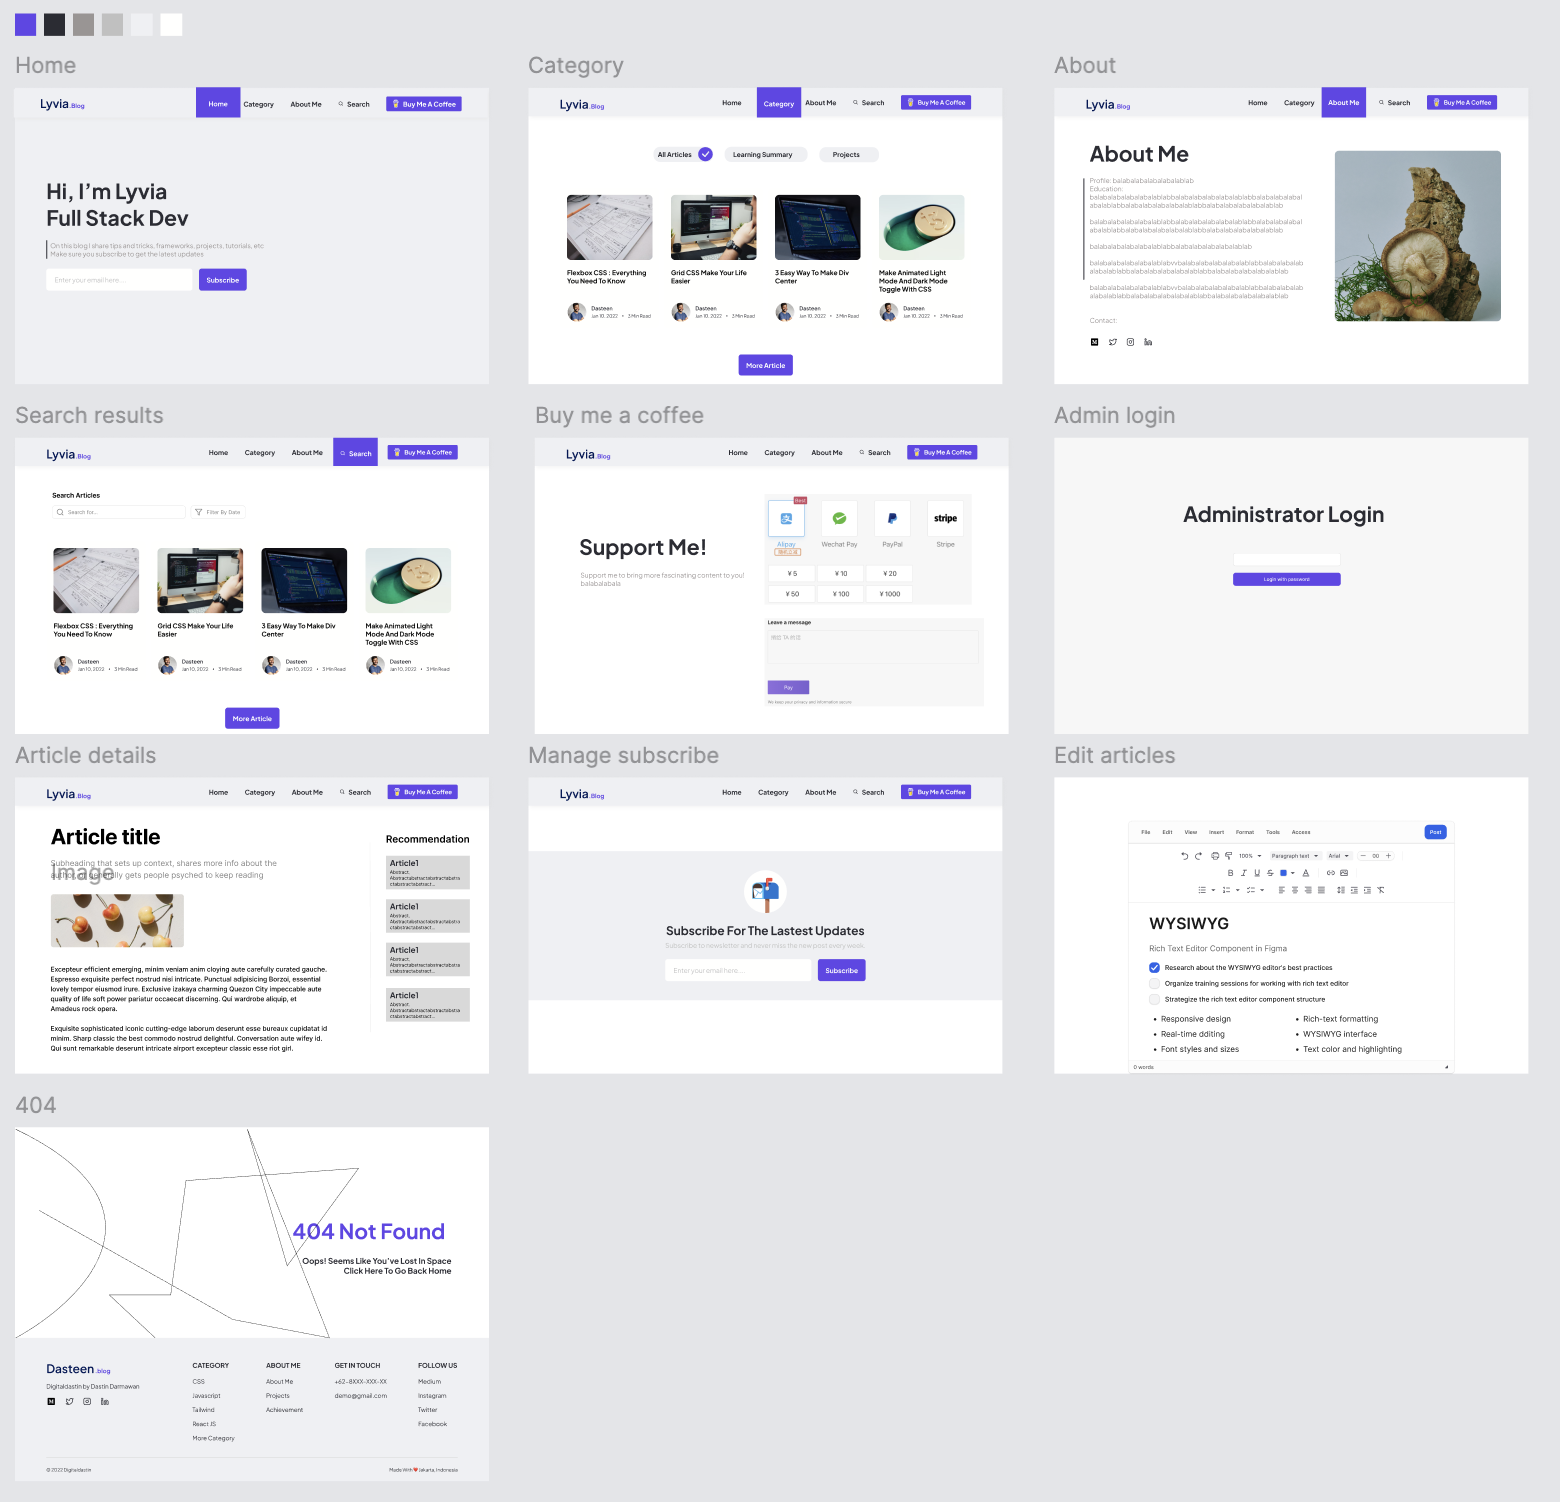 Home
Lyvia.Blog
Home
Category
About Me
Search
Buy Me A Coffee
Hi, I'm Lyvia
Full Stack Dev
On this blog I share tips and tricks, frameworks, projects, tutorials, etc
Make sure you subscribe to get the latest updates
Enter your email here...
Subscribe
Category
Lyvia.Blog
Home
Category
About Me
Search
Buy Me A Coffee
All Articles
Learning Summary
Projects
Flexbox CSS : Everything
You Need To Know
Dasteen
Jan 10, 2022 • 3 Min Read
Grid CSS Make Your Life
Easier
Dasteen
Jan 10, 2022 • 3 Min Read
3 Easy Way To Make Div
Center
Dasteen
Jan 10, 2022 • 3 Min Read
Make Animated Light
Mode And Dark Mode
Toggle With CSS
Dasteen
Jan 10, 2022 • 3 Min Read
More Article
About
Lyvia.Blog
Home
Category
About Me
Search
Buy Me A Coffee
About Me
Profile: balabalabalabalabalablab
Education:
Contact:
Search results
Lyvia.Blog
Home
Category
About Me
Search
Buy Me A Coffee
Search Articles
Search for...
Filter By Date
Flexbox CSS : Everything
You Need To Know
Dasteen
Jan 10, 2022 • 3 Min Read
Grid CSS Make Your Life
Easier
Dasteen
Jan 10, 2022 • 3 Min Read
3 Easy Way To Make Div
Center
Dasteen
Jan 10, 2022 • 3 Min Read
Make Animated Light
Mode And Dark Mode
Toggle With CSS
Dasteen
Jan 10, 2022 • 3 Min Read
More Article
Buy me a coffee
Lyvia.Blog
Home
Category
About Me
Search
Buy Me A Coffee
Support Me!
Support me to bring more fascinating content to you!
balabalabala
Alipay
Wechat Pay
PayPal
stripe
Stripe
¥ 5
¥ 10
¥ 20
¥ 50
¥ 100
¥ 1000
Leave a message
Pay
We keep your privacy and information secure
Admin login
Administrator Login
Login with password
Article details
Lyvia.Blog
Home
Category
About Me
Search
Buy Me A Coffee
Article title
Subheading that sets up context, shares more info about the
author, or generally gets people psyched to keep reading
Image
Excepteur efficient emerging, minim veniam anim cloying aute carefully curated gauche.
Espresso exquisite perfect nostrud nisi intricate. Punctual adipisicing Borzoi, essential
lovely tempor eiusmod irure. Exclusive izakaya charming Quezon City impeccable aute
quality of life soft power pariatur occaecat discerning. Qui wardrobe aliquip, et
Amadeus rock opera.
Exquisite sophisticated iconic cutting-edge laborum deserunt esse bureaux cupidatat id
minim. Sharp classic the best commodo nostrud delightful. Conversation aute wifey id.
Qui sunt remarkable deserunt intricate airport excepteur classic esse riot girl.
Recommendation
Article1
Abstract.
Abstractabstractabstractabstra
ctabstractabstract...
Article1
Abstract.
Abstractabstractabstractabstra
ctabstractabstract...
Article1
Abstract.
Abstractabstractabstractabstra
ctabstractabstract...
Article1
Abstract.
Abstractabstractabstractabstra
ctabstractabstract...
Manage subscribe
Lyvia.Blog
Home
Category
About Me
Search
Buy Me A Coffee
Subscribe For The Lastest Updates
Subscribe to newsletter and never miss the new post every week.
Enter your email here...
Subscribe
Edit articles
File
Edit
View
Insert
Format
Tools
Access
Post
100%
Paragraph text
Arial
00
B I U S A
WYSIWYG
Rich Text Editor Component in Figma
Research about the WYSIWYG editor's best practices
Organize training sessions for working with rich text editor
Strategize the rich text editor component structure
• Responsive design
• Real-time dditing
• Font styles and sizes
• Rich-text formatting
• WYSIWYG interface
• Text color and highlighting
0 words
404
404 Not Found
Oops! Seems Like You've Lost In Space
Click Here To Go Back Home
Dasteen.blog
Digitaldastin by Dastin Darmawan
CATEGORY
CSS
Javascript
Tailwind
React JS
More Category
ABOUT ME
About Me
Projects
Achievement
GET IN TOUCH
+62-8XXX-XXX-XX
demo@gmail.com
FOLLOW US
Medium
Instagram
Twitter
Facebook
© 2022 Digitaldastin
Made With ❤ Jakarta, Indonesia